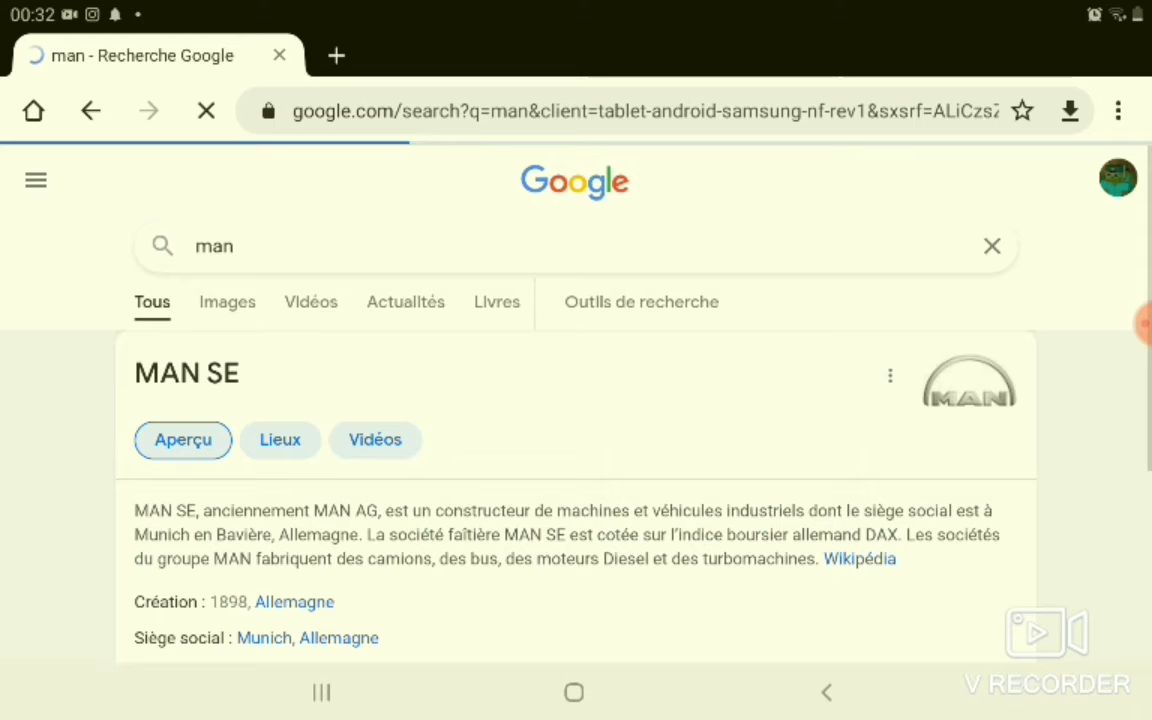 00:32
man - Recherche Google
google.com/search?q=man&client=tablet-android-samsung-nf-rev1&sxsrf=ALiCzsZ
Google
man
Tous Images Vidéos Actualités Livres Outils de recherche
MAN SE
MAN
Aperçu Lieux Vidéos
MAN SE, anciennement MAN AG, est un constructeur de machines et véhicules industriels dont le siège social est à
Munich en Bavière, Allemagne. La société faîtière MAN SE est cotée sur l'indice boursier allemand DAX. Les sociétés
du groupe MAN fabriquent des camions, des bus, des moteurs Diesel et des turbomachines. Wikipédia
Création : 1898, Allemagne
Siège social : Munich, Allemagne
V RECORDER